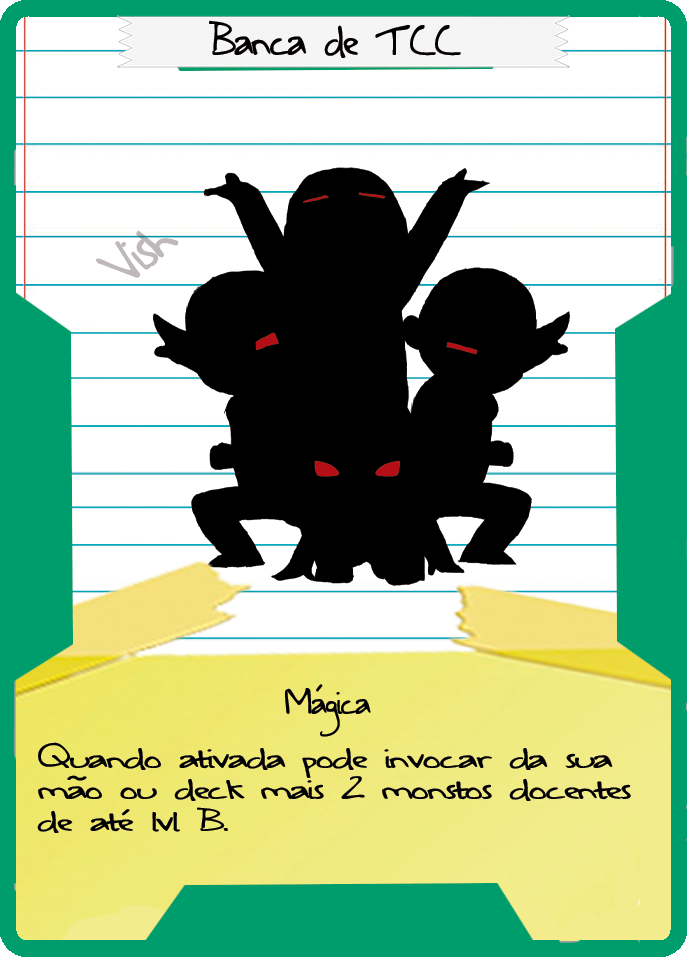 Banca de TCC
Vish
Mágica
Quando ativada pode invocar da sua
mão ou deck mais 2 monstos docentes
de até lvl B.